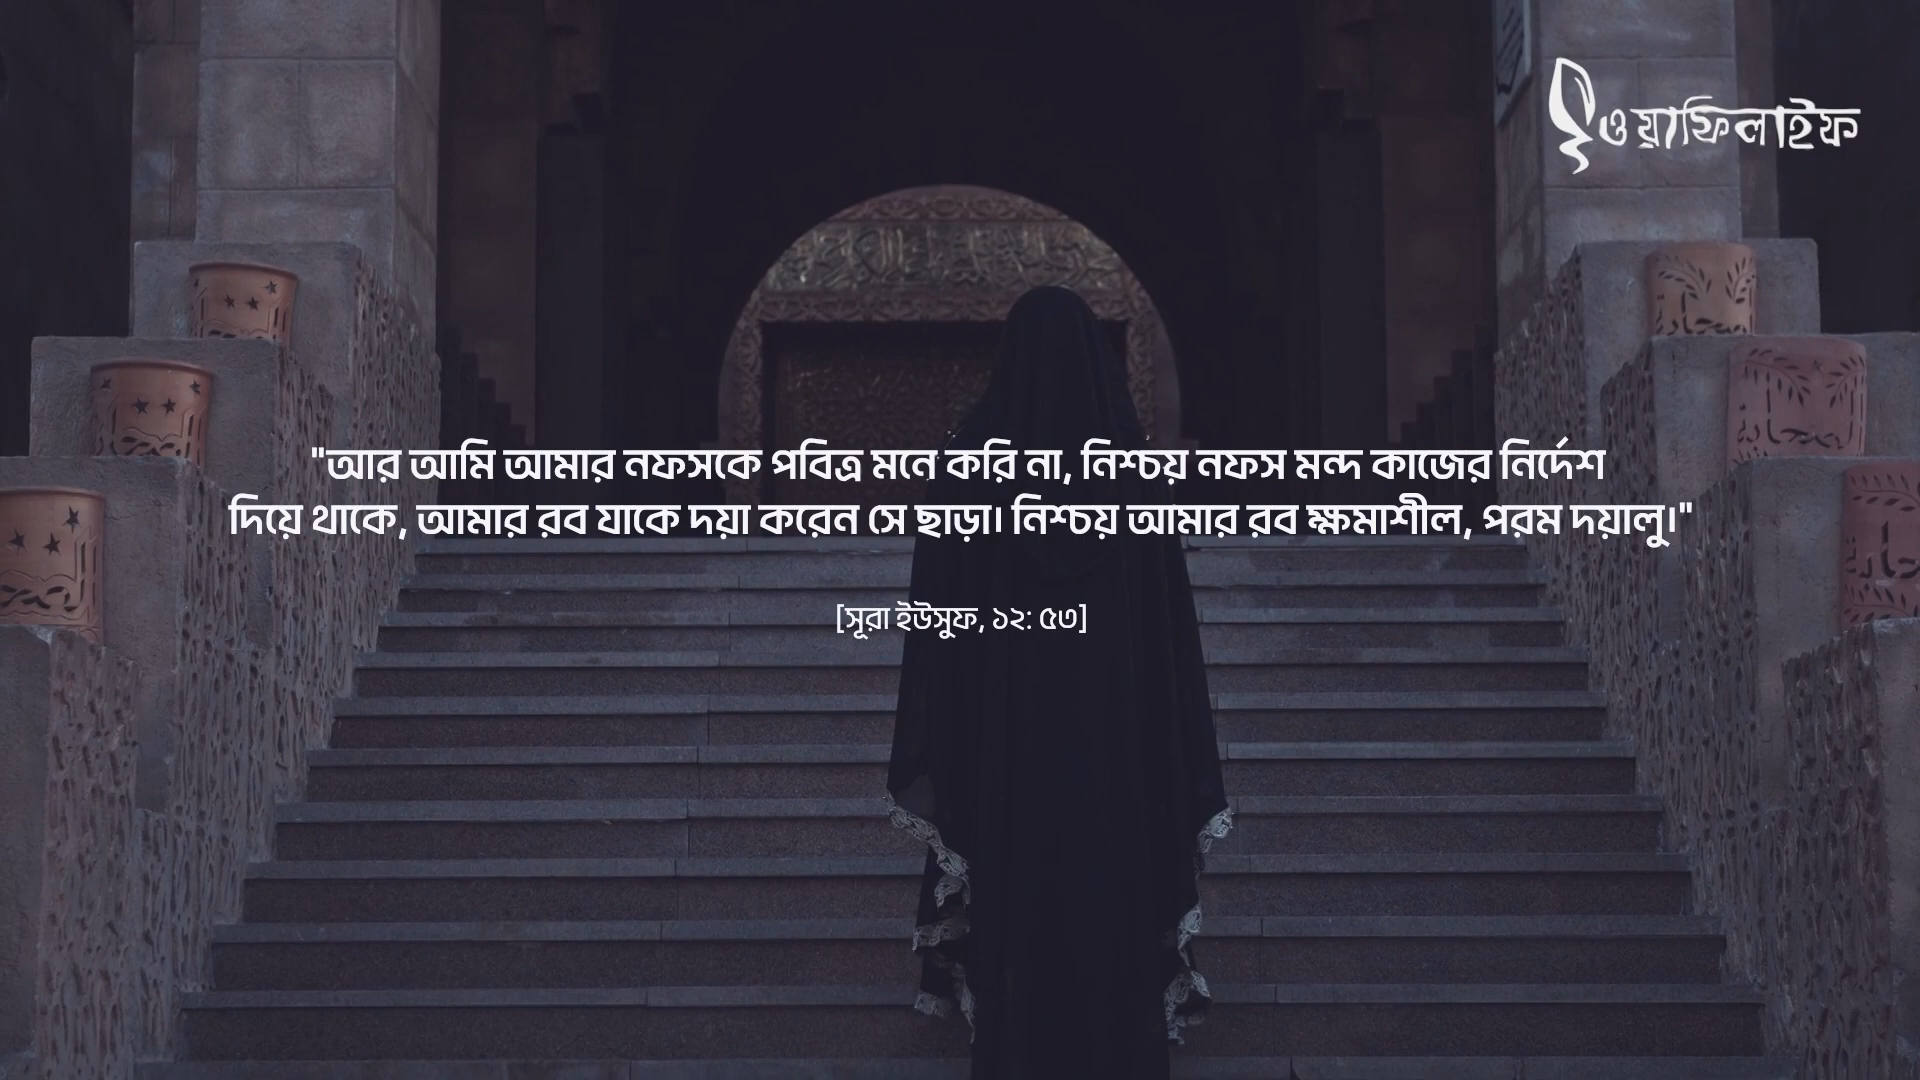 ওয়াফিলাইফ
"আর আমি আমার নফসকে পবিত্র মনে করি না, নিশ্চয় নফস মন্দ কাজের নির্দেশ
দিয়ে থাকে, আমার রব যাকে দয়া করেন সে ছাড়া। নিশ্চয় আমার রব ক্ষমাশীল, পরম দয়ালু।"
[সূরা ইউসুফ, ১২: ৫৩]